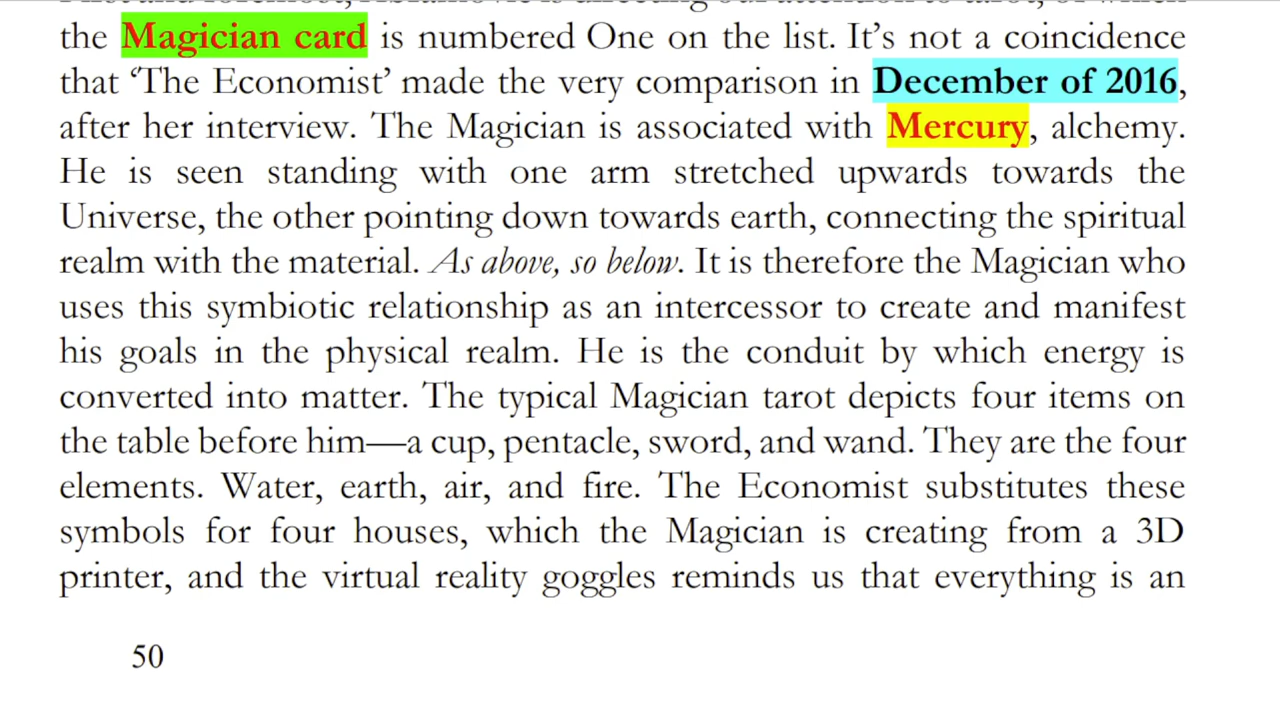 the Magician card is numbered One on the list. It’s not a coincidence
that ‘The Economist’ made the very comparison in December of 2016,
after her interview. The Magician is associated with Mercury, alchemy.
He is seen standing with one arm stretched upwards towards the
Universe, the other pointing down towards earth, connecting the spiritual
realm with the material. As above, so below. It is therefore the Magician who
uses this symbiotic relationship as an intercessor to create and manifest
his goals in the physical realm. He is the conduit by which energy is
converted into matter. The typical Magician tarot depicts four items on
the table before him—a cup, pentacle, sword, and wand. They are the four
elements. Water, earth, air, and fire. The Economist substitutes these
symbols for four houses, which the Magician is creating from a 3D
printer, and the virtual reality goggles reminds us that everything is an
50